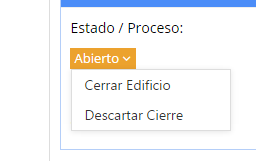 Estado / Proceso:
Abierto
Cerrar Edificio
Descartar Cierre